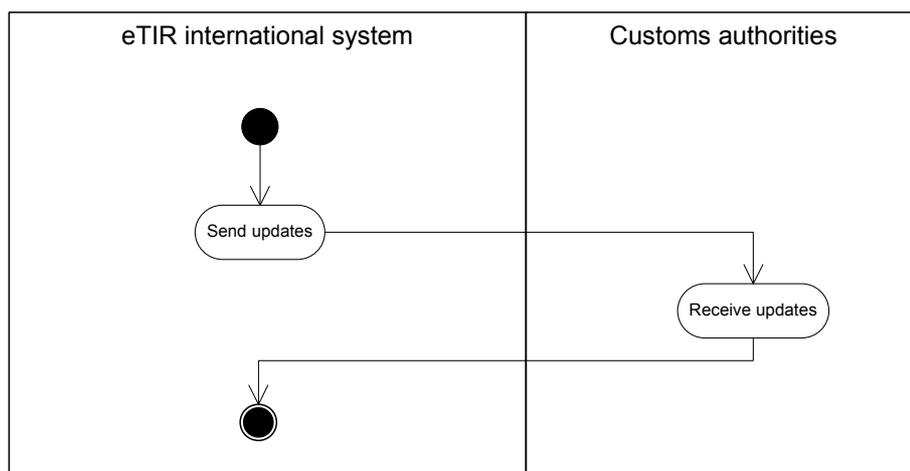 eTIR international system
Customs authorities
Send updates
Receive updates